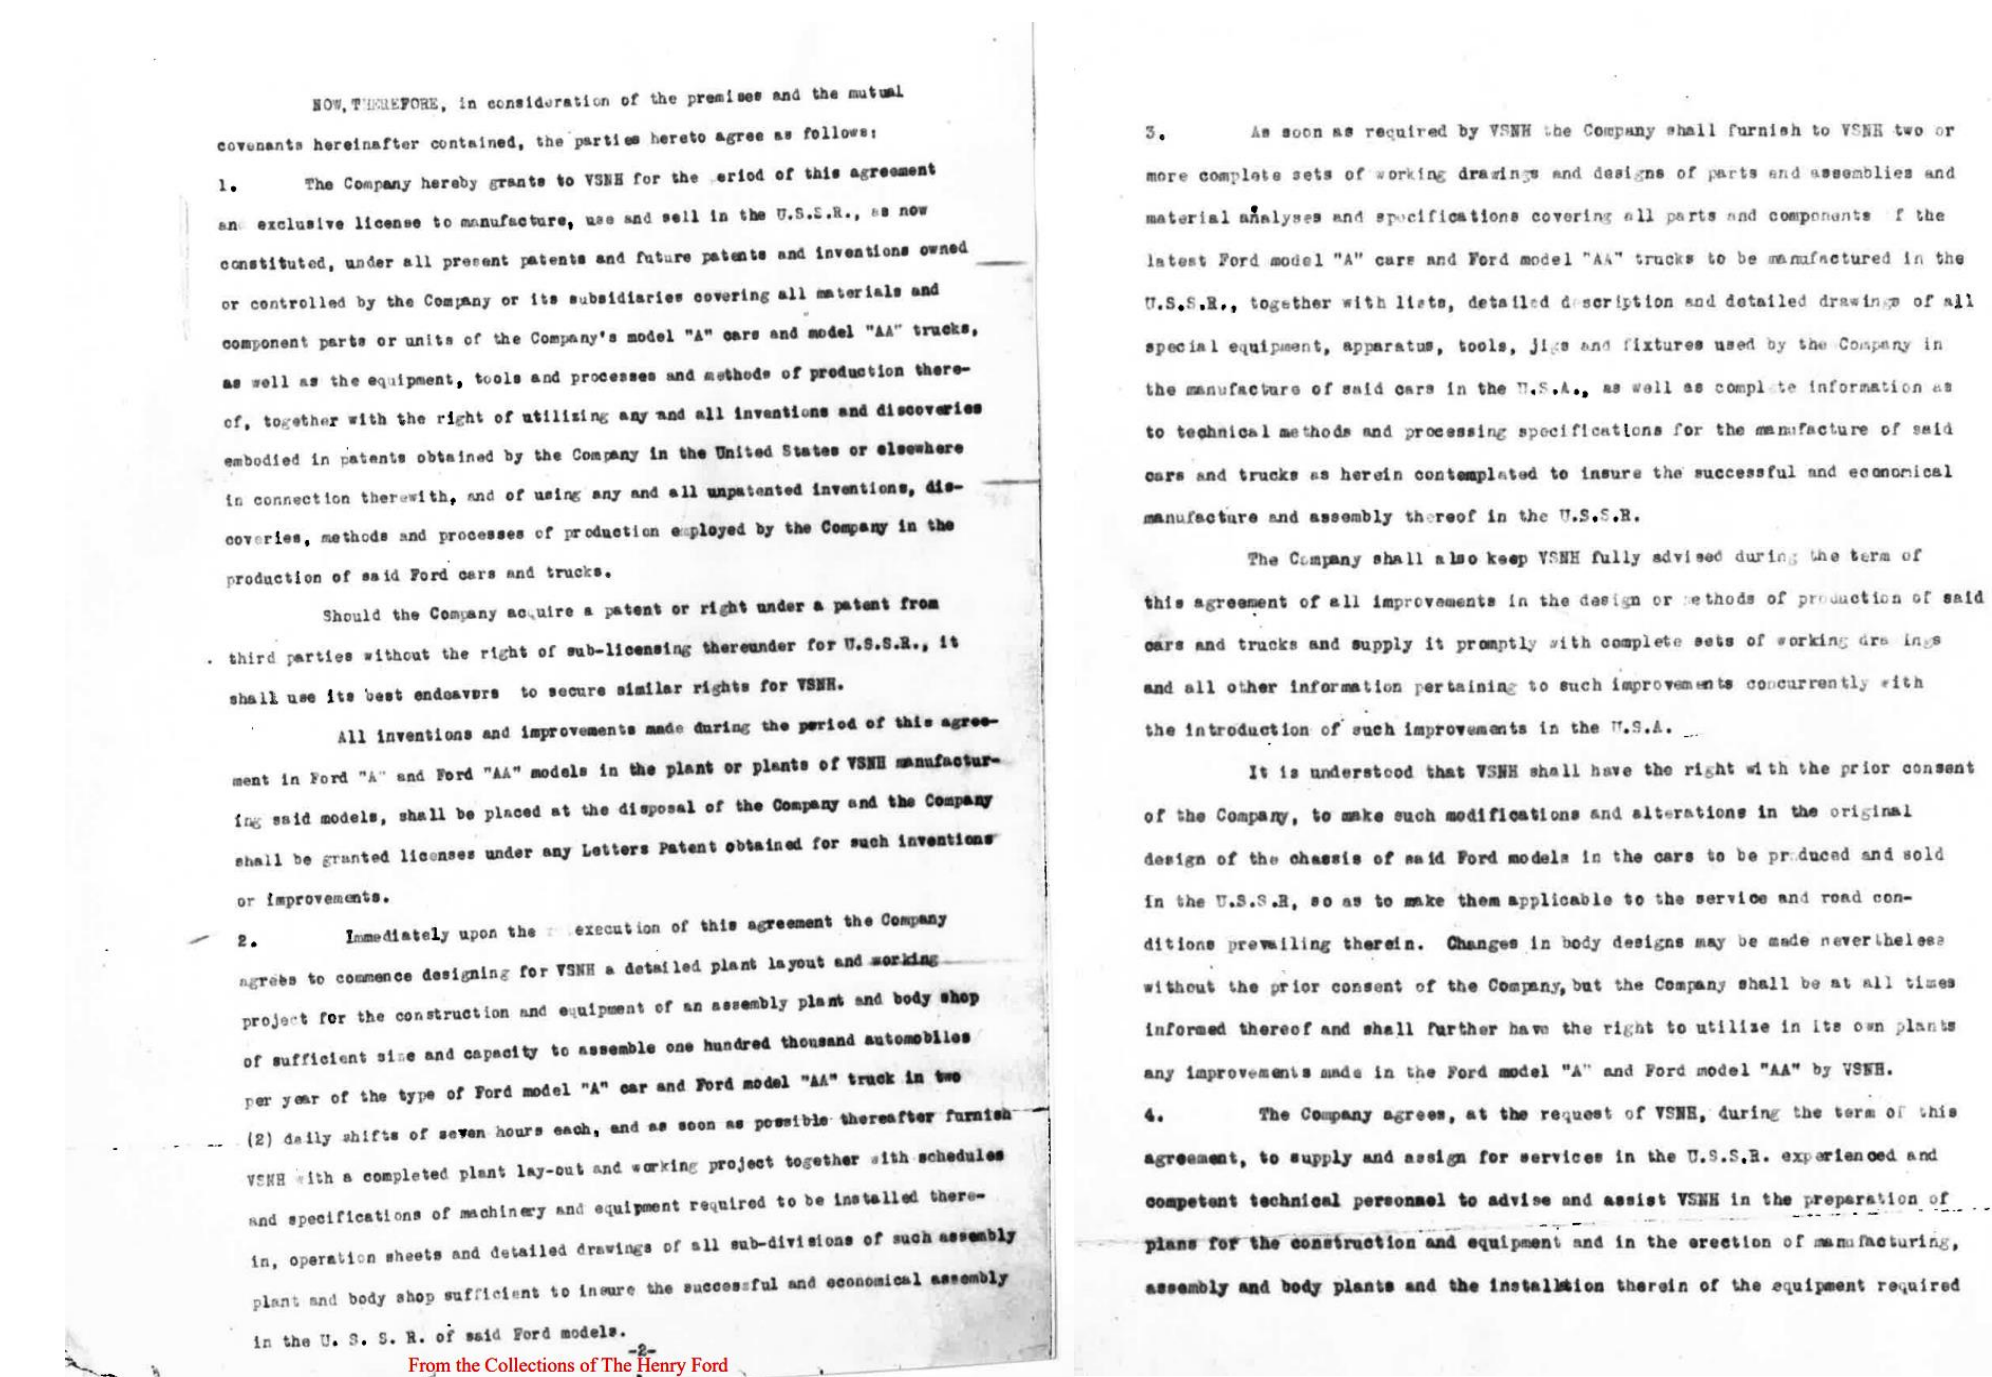 NOW, THEREFORE, in consideration of the premises and the mutual
covenants hereinafter contained, the parties hereto agree as follows:
1. The Company hereby grants to VSNH for the eriod of this agreement
an exclusive license to manufacture, use and sell in the U.S.S.R., as now
constituted, under all present patents and future patents and inventions owned
or controlled by the Company or its subsidiaries covering all materials and
component parts or units of the Company's model "A" cars and model "AA" trucks,
as well as the equipment, tools and processes and methods of production there-
of, together with the right of utilizing any and all inventions and discoveries
embodied in patents obtained by the Company in the United States or elsewhere
in connection therewith, and of using any and all unpatented inventions, dis-
coveries, methods and processes of production employed by the Company in the
production of said Ford cars and trucks.
Should the Company acquire a patent or right under a patent from
third parties without the right of sub-licensing thereunder for U.S.S.R., it
shall use its best endeavors to secure similar rights for VSNH.
All inventions and improvements made during the period of this agree-
ment in Ford "A" and Ford "AA" models in the plant or plants of VSNH manufactur-
ing said models, shall be placed at the disposal of the Company and the Company
shall be granted licenses under any Letters Patent obtained for such inventions
or improvements.
2. Immediately upon the execution of this agreement the Company
agrees to commence designing for VSNH a detailed plant layout and working
project for the construction and equipment of an assembly plant and body shop
of sufficient size and capacity to assemble one hundred thousand automobiles
per year of the type of Ford model "A" car and Ford model "AA" truck in two
(2) daily shifts of seven hours each, and as soon as possible thereafter furnish
VSNH with a completed plant lay-out and working project together with schedules
and specifications of machinery and equipment required to be installed there-
in, operation sheets and detailed drawings of all sub-divisions of such assembly
plant and body shop sufficient to insure the successful and economical assembly
in the U. S. S. R. of said Ford models.
-2-
From the Collections of The Henry Ford
3. As soon as required by VSNH the Company shall furnish to VSNH two or
more complete sets of working drawings and designs of parts and assemblies and
material analyses and specifications covering all parts and components f the
latest Ford model "A" cars and Ford model "AA" trucks to be manufactured in the
U.S.S.R., together with lists, detailed description and detailed drawings of all
special equipment, apparatus, tools, jigs and fixtures used by the Company in
the manufacture of said cars in the U.S.A., as well as complete information as
to technical methods and processing specifications for the manufacture of said
cars and trucks as herein contemplated to insure the successful and economical
manufacture and assembly thereof in the U.S.S.R.
The Company shall also keep VSNH fully advised during the term of
this agreement of all improvements in the design or methods of production of said
cars and trucks and supply it promptly with complete sets of working drawings
and all other information pertaining to such improvements concurrently with
the introduction of such improvements in the U.S.A.
It is understood that VSNH shall have the right with the prior consent
of the Company, to make such modifications and alterations in the original
design of the chassis of said Ford models in the cars to be produced and sold
in the U.S.S.R, so as to make them applicable to the service and road con-
ditions prevailing therein. Changes in body designs may be made nevertheless
without the prior consent of the Company, but the Company shall be at all times
informed thereof and shall further have the right to utilize in its own plants
any improvements made in the Ford model "A" and Ford model "AA" by VSNH.
4. The Company agrees, at the request of VSNH, during the term of this
agreement, to supply and assign for services in the U.S.S.R. experienced and
competent technical personnel to advise and assist VSNH in the preparation of
plans for the construction and equipment and in the erection of manufacturing,
assembly and body plants and the installation therein of the equipment required